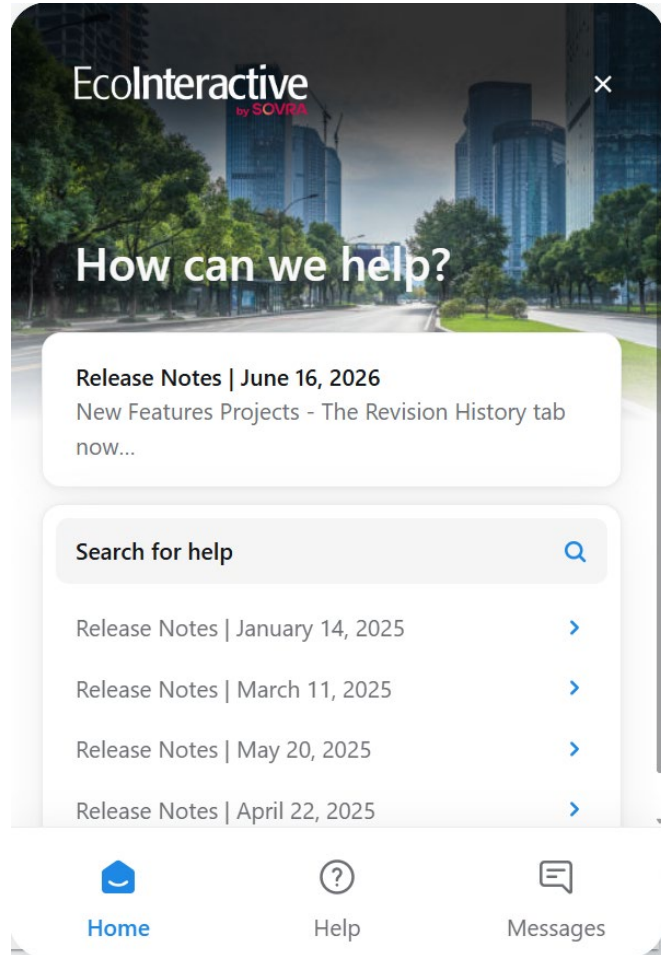 EcoInteractive
by SOVRA
How can we help?
Release Notes | June 16, 2026
New Features Projects - The Revision History tab
now...
Search for help
Release Notes | January 14, 2025
Release Notes | March 11, 2025
Release Notes | May 20, 2025
Release Notes | April 22, 2025
Home
Help
Messages